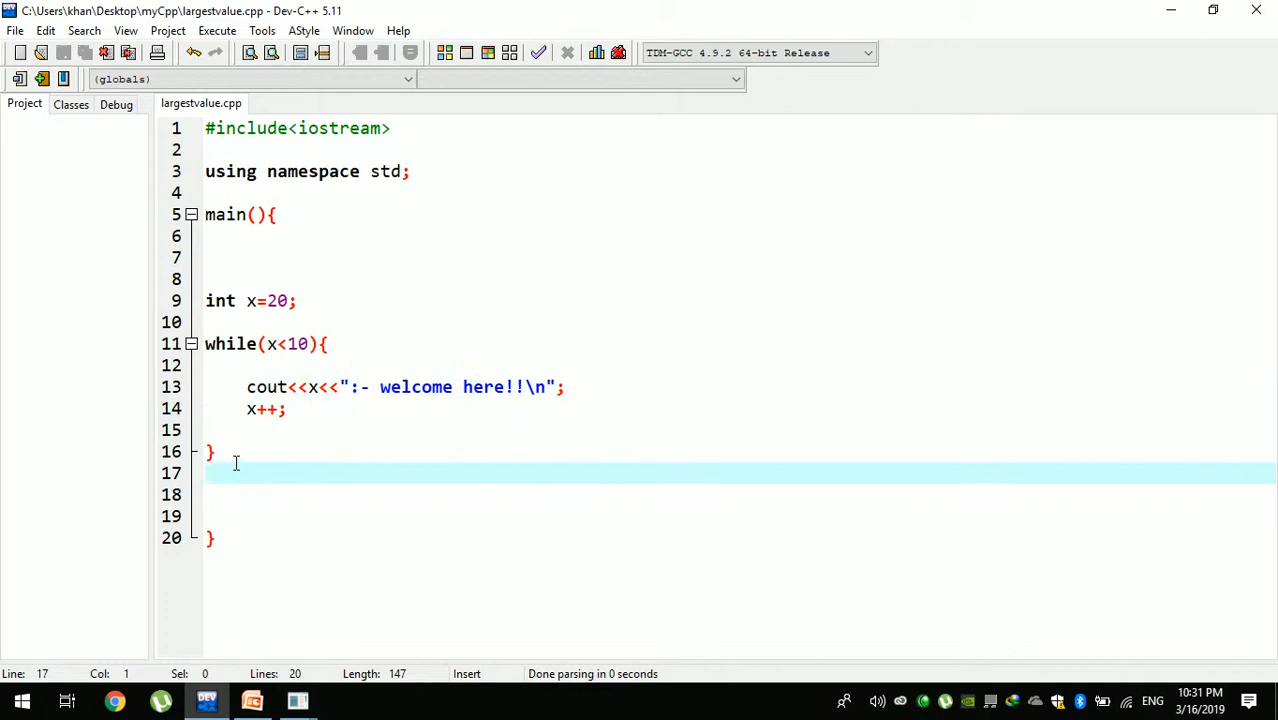 C:\Users\khan\Desktop\myCpp\largestvalue.cpp - Dev-C++ 5.11
File Edit Search View Project Execute Tools AStyle Window Help
TDM-GCC 4.9.2 64-bit Release
(globals)
Project Classes Debug largestvalue.cpp
1 #include<iostream>
2
3 using namespace std;
4
5 main(){
6
7
8
9 int x=20;
10
11 while(x<10){
12
13 cout<<x<<":- welcome here!!\n";
14 x++;
15
16 }
17
18
19
20 }
Line: 17 Col: 1 Sel: 0 Lines: 20 Length: 147 Insert Done parsing in 0 seconds
DEV ENG 10:31 PM
3/16/2019